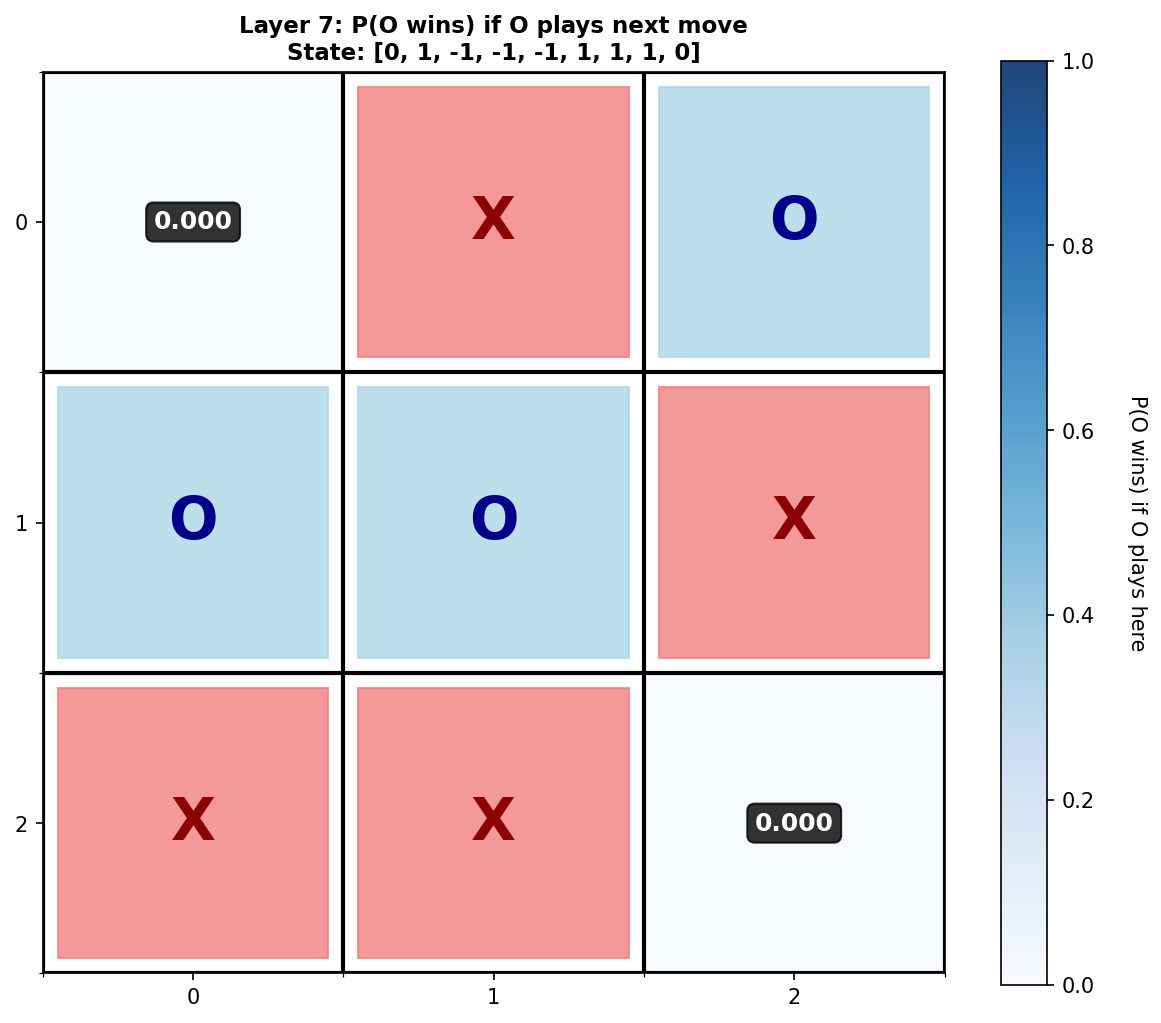 Layer 7: P(O wins) if O plays next move
State: [0, 1, -1, -1, -1, 1, 1, 1, 0]
0
0.000
X
O
1
O
O
X
2
X
X
0.000
0
1
2
1.0
0.8
0.6
0.4
0.2
0.0
P(O wins) if O plays here